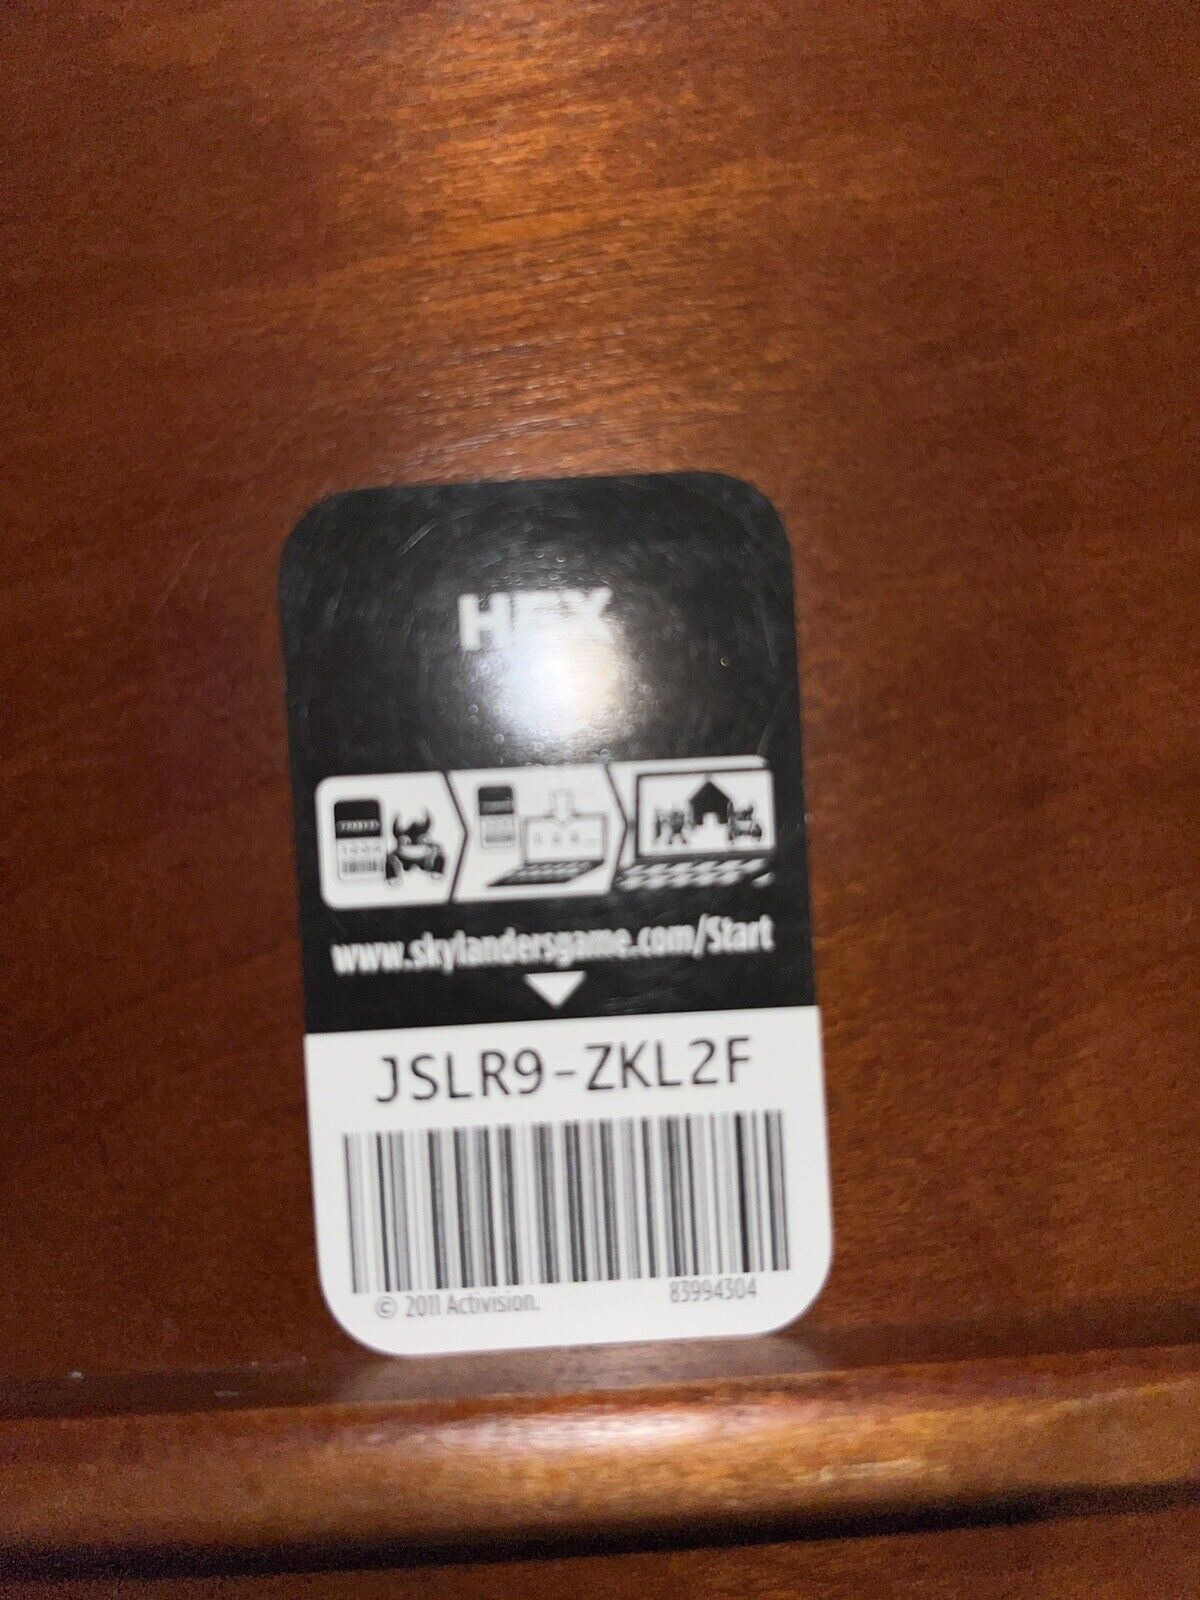 HEX
www.skylandersgame.com/Start
JSLR9-ZKL2F
© 2011 Activision.
83994304